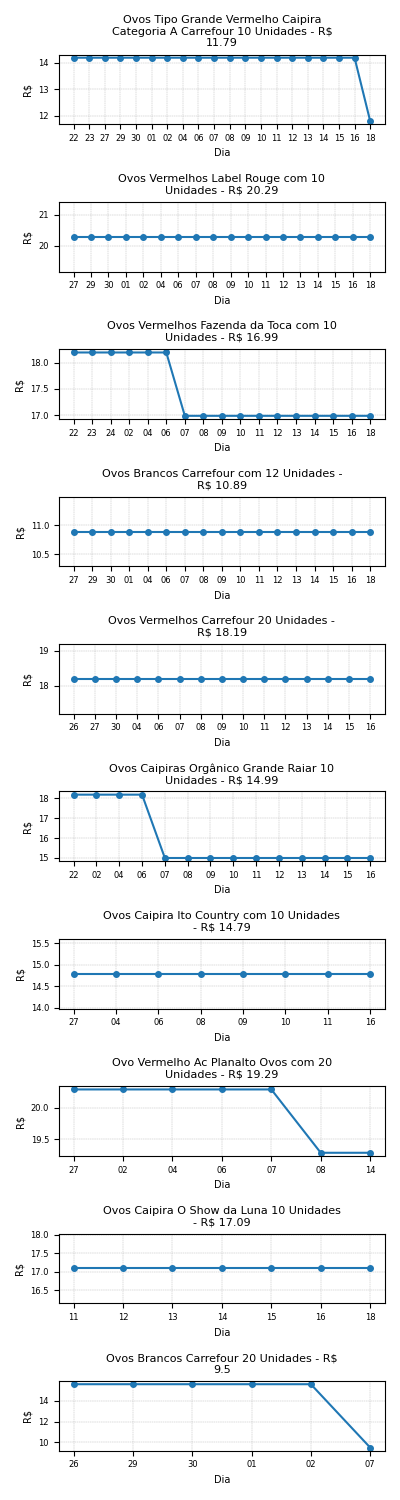 Ovos Tipo Grande Vermelho Caipira
Categoria A Carrefour 10 Unidades - R$
11.79
14
13
12
R$
22 23 27 29 30 01 02 04 06 07 08 09 10 11 12 13 14 15 16 18
Dia
Ovos Vermelhos Label Rouge com 10
Unidades - R$ 20.29
21
20
R$
27 29 30 01 02 04 06 07 08 09 10 11 12 13 14 15 16 18
Dia
Ovos Vermelhos Fazenda da Toca com 10
Unidades - R$ 16.99
18.0
17.5
17.0
R$
22 23 24 02 04 06 07 08 09 10 11 12 13 14 15 16 18
Dia
Ovos Brancos Carrefour com 12 Unidades -
R$ 10.89
11.0
10.5
R$
27 29 30 01 04 06 07 08 09 10 11 12 13 14 15 16 18
Dia
Ovos Vermelhos Carrefour 20 Unidades -
R$ 18.19
19
18
R$
26 27 30 04 06 07 08 09 10 11 12 13 14 15 16
Dia
Ovos Caipiras Orgânico Grande Raiar 10
Unidades - R$ 14.99
18
17
16
15
R$
22 02 04 06 07 08 09 10 11 12 13 14 15 16
Dia
Ovos Caipira Ito Country com 10 Unidades
- R$ 14.79
15.5
15.0
14.5
14.0
R$
27 04 06 08 09 10 11 16
Dia
Ovo Vermelho Ac Planalto Ovos com 20
Unidades - R$ 19.29
20.0
19.5
R$
27 02 04 06 07 08 14
Dia
Ovos Caipira O Show da Luna 10 Unidades
- R$ 17.09
18.0
17.5
17.0
16.5
R$
11 12 13 14 15 16 18
Dia
Ovos Brancos Carrefour 20 Unidades - R$
9.5
14
12
10
R$
26 29 30 01 02 07
Dia